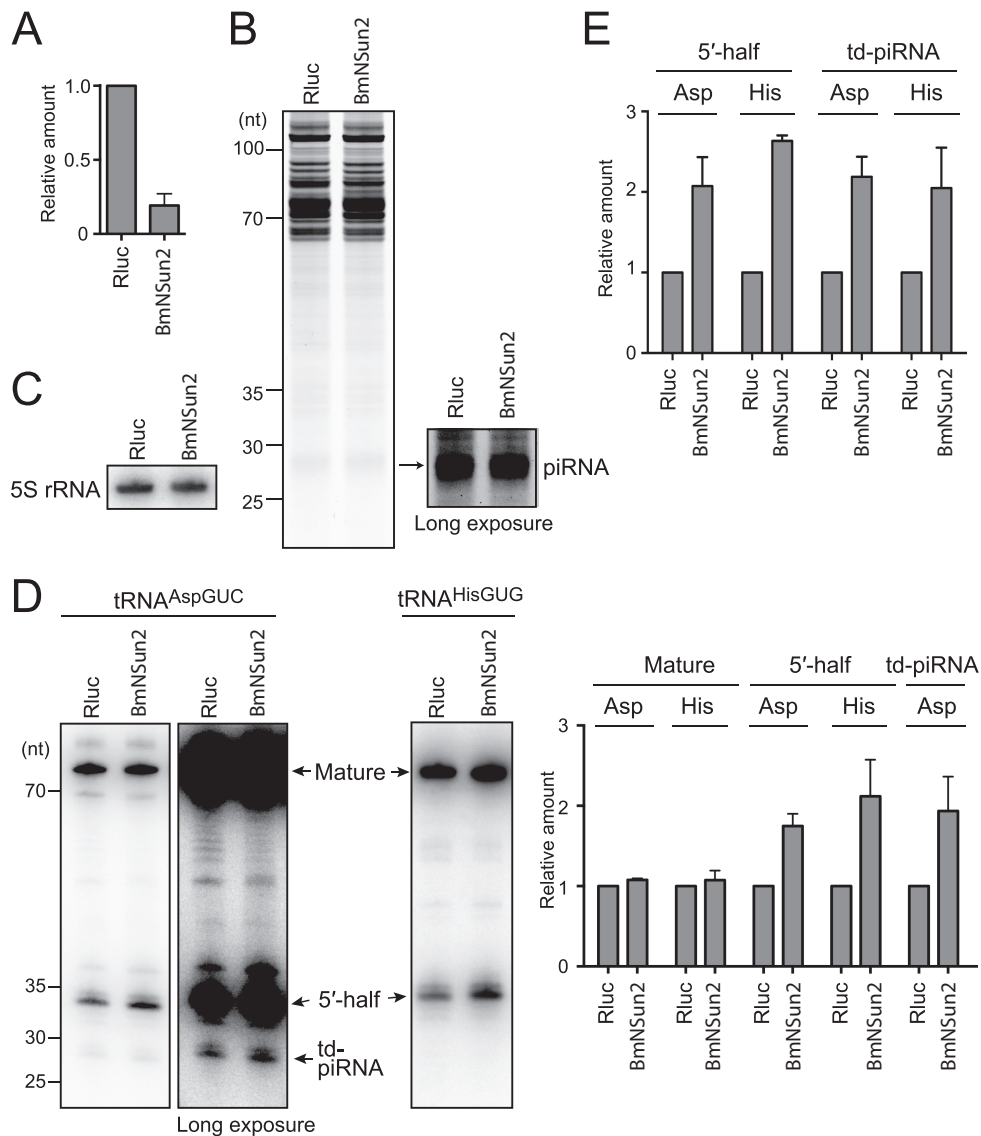 A
Relative amount
1.0
0.5
0
Rluc
BmNSun2
B
Rluc
BmNSun2
(nt)
100
70
35
30
25
Rluc
BmNSun2
piRNA
Long exposure
C
Rluc
BmNSun2
5S rRNA
E
5′-half
td-piRNA
Asp
His
Asp
His
Relative amount
3
2
1
0
Rluc
BmNSun2
Rluc
BmNSun2
Rluc
BmNSun2
Rluc
BmNSun2
D
tRNAAspGUC
tRNAHisGUG
Rluc
BmNSun2
Rluc
BmNSun2
Rluc
BmNSun2
(nt)
70
35
30
25
Mature
5′-half
td-
piRNA
Long exposure
Mature
5′-half
td-piRNA
Asp
His
Asp
His
Asp
Relative amount
3
2
1
0
Rluc
BmNSun2
Rluc
BmNSun2
Rluc
BmNSun2
Rluc
BmNSun2
Rluc
BmNSun2